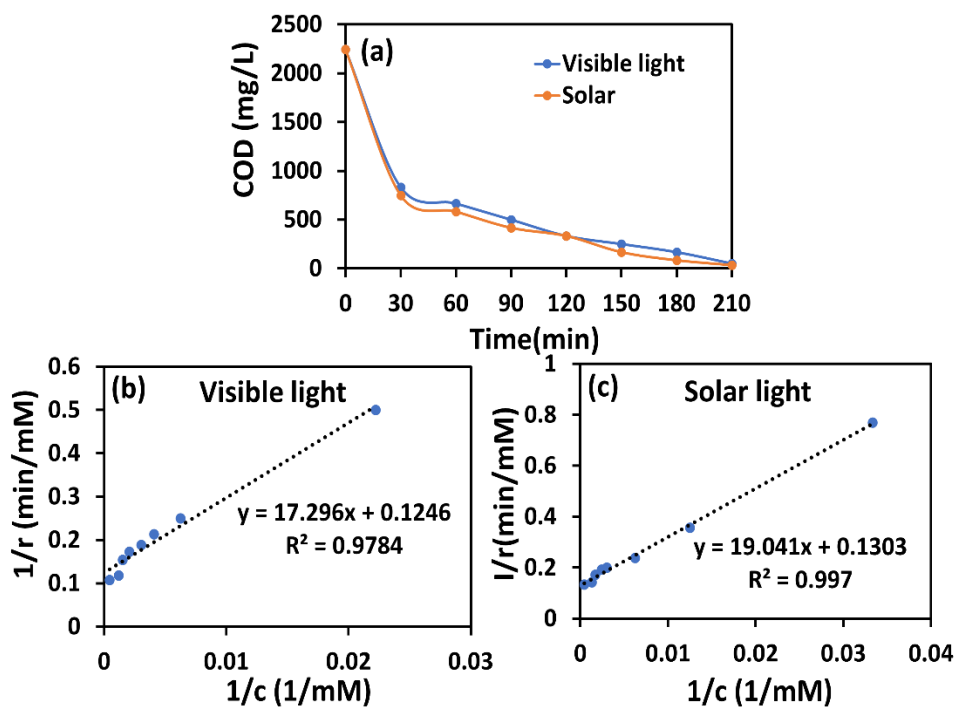 (a)
Visible light
Solar
COD (mg/L)
2500
2000
1500
1000
500
0
0 30 60 90 120 150 180 210
Time(min)
(b) Visible light
1/r (min/mM)
0.6
0.5
0.4
0.3
0.2
0.1
0
y = 17.296x + 0.1246
R² = 0.9784
0 0.01 0.02 0.03
1/c (1/mM)
(c) Solar light
I/r(min/mM)
1
0.8
0.6
0.4
0.2
0
y = 19.041x + 0.1303
R² = 0.997
0 0.01 0.02 0.03 0.04
1/c (1/mM)